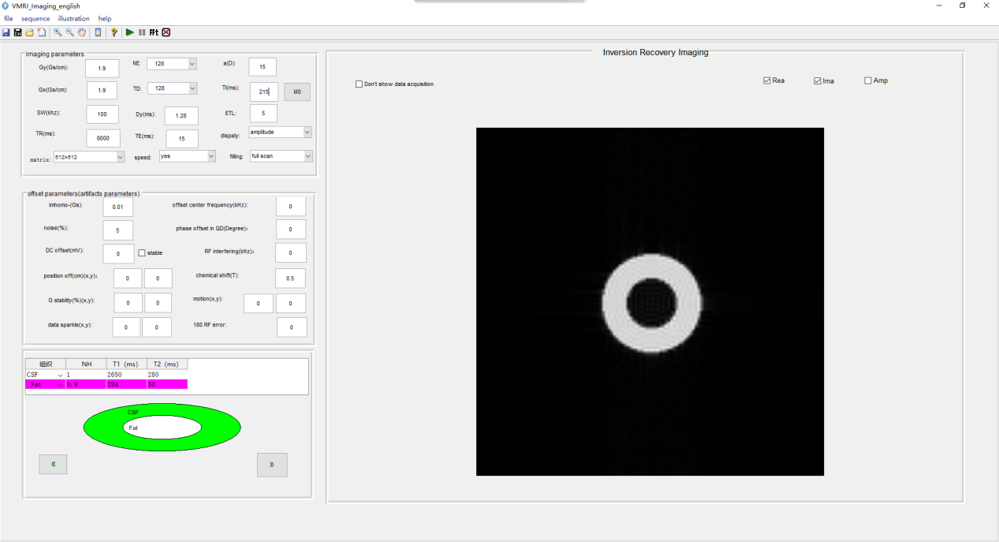 VMRI_Imaging_english
file sequence illustration help
FFt
imaging parameters
Gy(Gs/cm): 1.9 NE: 128 a(D): 15
Gx(Gs/cm): 1.9 TD: 128 TI(ms): 215 M0
SW(khz): 100 Dy(ms): 1.28 ETL: 5
TR(ms): 8000 TE(ms): 15 dispaly: amplitude
matrix: 512×512 speed: yes filling: full scan
offset parameters(artifacts parameters)
imhomo-(Gs): 0.01 offset center frequency(kHz): 0
noise(%): 5 phase offset in QD(Degree): 0
DC offset(mV): 0 stable RF interfering(kHz): 0
position off(cm)(x,y): 0 0 chemical shift(T): 0.5
G stablity(%)(x,y): 0 0 motion(x,y): 0 0
data sparkle(x,y): 0 0 180 RF error: 0
组织 NH T1 (ms) T2 (ms)
CSF 1 2650 280
Fat 0.9 284 60
CSF
Fat
« »
Inversion Recovery Imaging
Don't show data acquisition Rea Ima Amp